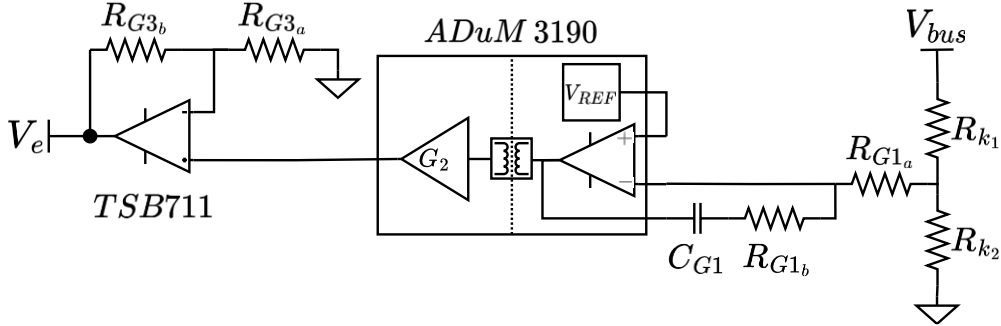 R_{G3_b}
R_{G3_a}
ADuM 3190
V_{bus}
V_{REF}
R_{k_1}
V_e
-
+
G_2
+
−
R_{G1_a}
TSB711
C_{G1}
R_{G1_b}
R_{k_2}